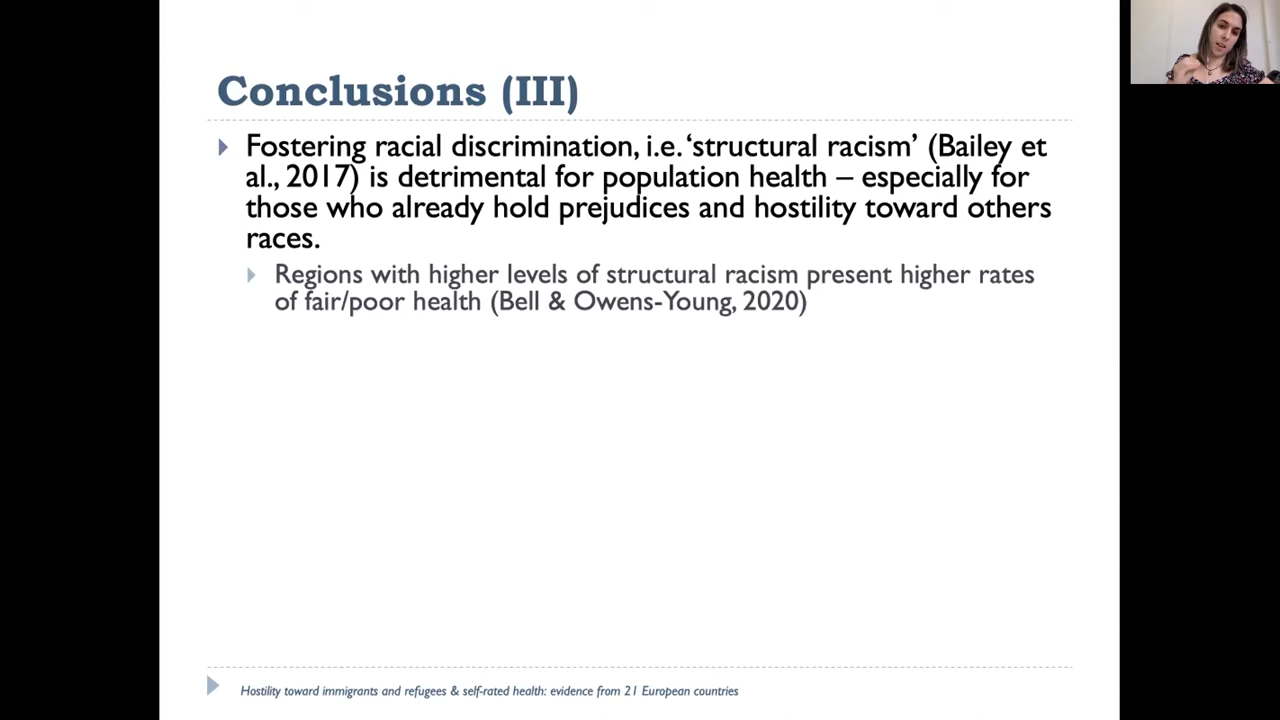 Conclusions (III)
Fostering racial discrimination, i.e. ‘structural racism’ (Bailey et
al., 2017) is detrimental for population health – especially for
those who already hold prejudices and hostility toward others
races.
Regions with higher levels of structural racism present higher rates
of fair/poor health (Bell & Owens-Young, 2020)
Hostility toward immigrants and refugees & self-rated health: evidence from 21 European countries